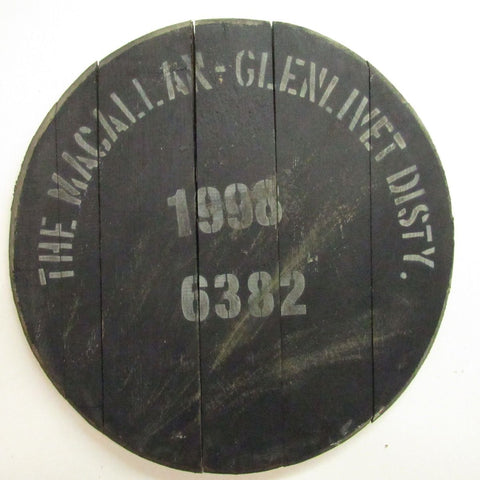 THE MACALLAN-GLENLIVET DISTY.
1998
6382